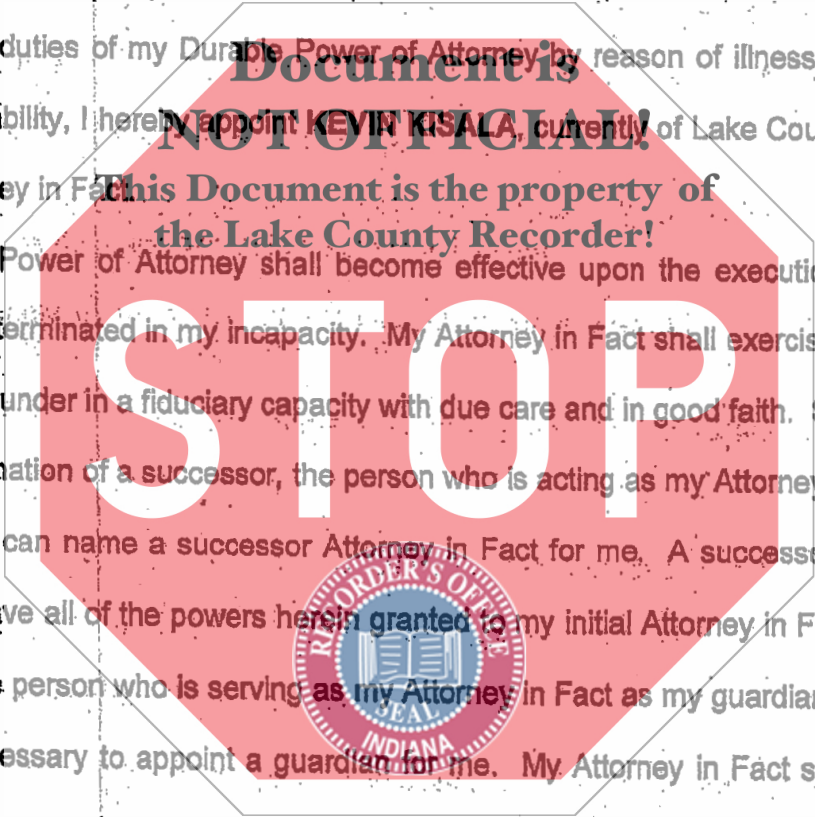 duties of my Durable Power of Attorney by reason of illness
Document is
bility, I hereby appoint KEVIN KISALA, currently of Lake Cou
NOT OFFICIAL!
ey in Fact.
This Document is the property of
the Lake County Recorder!
Power of Attorney shall become effective upon the executi
erminated in my incapacity. My Attorney in Fact shall exercis
STOP
under in a fiduciary capacity with due care and in good faith.
nation of a successor, the person who is acting as my Attorney
can name a successor Attorney in Fact for me. A successo
ve all of the powers herein granted to my initial Attorney in F
RECORDER'S OFFICE
person who is serving as my Attorney in Fact as my guardian
SEAL
INDIANA
essary to appoint a guardian for me. My Attorney in Fact s